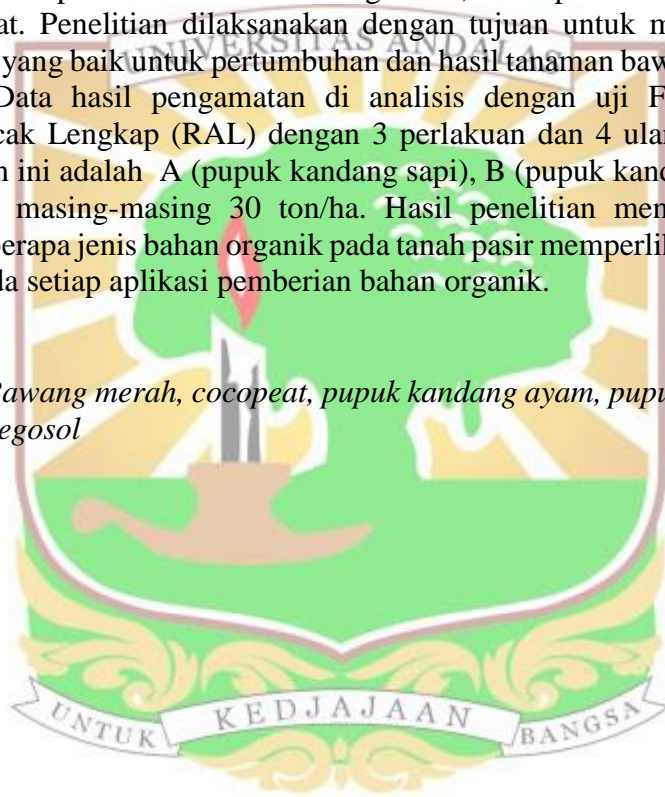 at. Penelitian dilaksanakan dengan tujuan untuk m
UNIVERSITAS ANDALAS
yang baik untuk pertumbuhan dan hasil tanaman baw
Data hasil pengamatan di analisis dengan uji F
cak Lengkap (RAL) dengan 3 perlakuan dan 4 ula
ini adalah A (pupuk kandang sapi), B (pupuk kand
masing-masing 30 ton/ha. Hasil penelitian men
erapa jenis bahan organik pada tanah pasir memperli
da setiap aplikasi pemberian bahan organik.
Bawang merah, cocopeat, pupuk kandang ayam, pupu
egosol
UNTUK KEDJAJAAN BANGSA